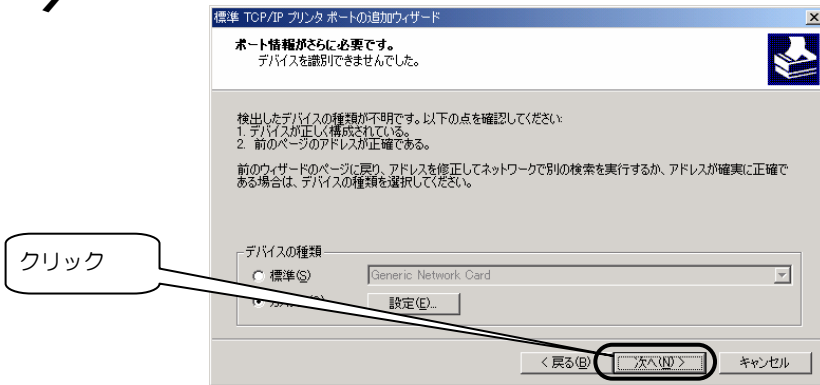 標準 TCP/IP プリンタ ポートの追加ウィザード
ポート情報がさらに必要です。
デバイスを識別できませんでした。
検出したデバイスの種類が不明です。以下の点を確認してください:
1. デバイスが正しく構成されている。
2. 前のページのアドレスが正確である。
前のウィザードのページに戻り、アドレスを修正してネットワークで別の検索を実行するか、アドレスが確実に正確で
ある場合は、デバイスの種類を選択してください。
デバイスの種類
クリック
標準(S)
Generic Network Card
設定(E)...
< 戻る(B)
次へ(N) >
キャンセル